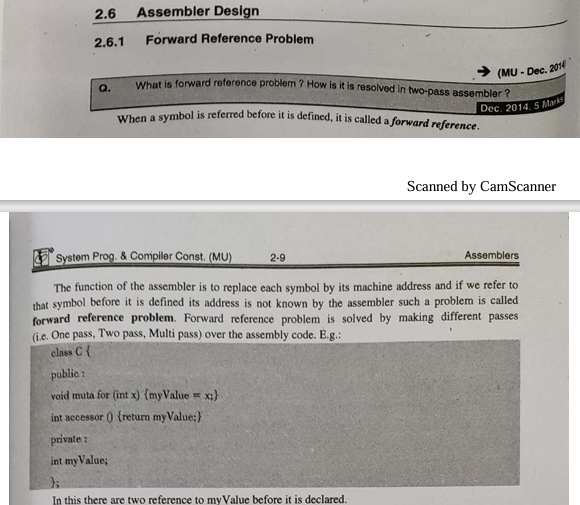 2.6 Assembler Design
2.6.1 Forward Reference Problem
➔ (MU - Dec. 2014
Q. What is forward reference problem ? How is it is resolved in two-pass assembler ?
Dec. 2014. 5 Marks
When a symbol is referred before it is defined, it is called a forward reference.
Scanned by CamScanner
System Prog. & Compiler Const. (MU) 2-9 Assemblers
The function of the assembler is to replace each symbol by its machine address and if we refer to
that symbol before it is defined its address is not known by the assembler such a problem is called
forward reference problem. Forward reference problem is solved by making different passes
(i.e. One pass, Two pass, Multi pass) over the assembly code. E.g.:
class C {
public :
void muta for (int x) {myValue = x;}
int accessor () {return myValue;}
private :
int myValue;
};
In this there are two reference to myValue before it is declared.